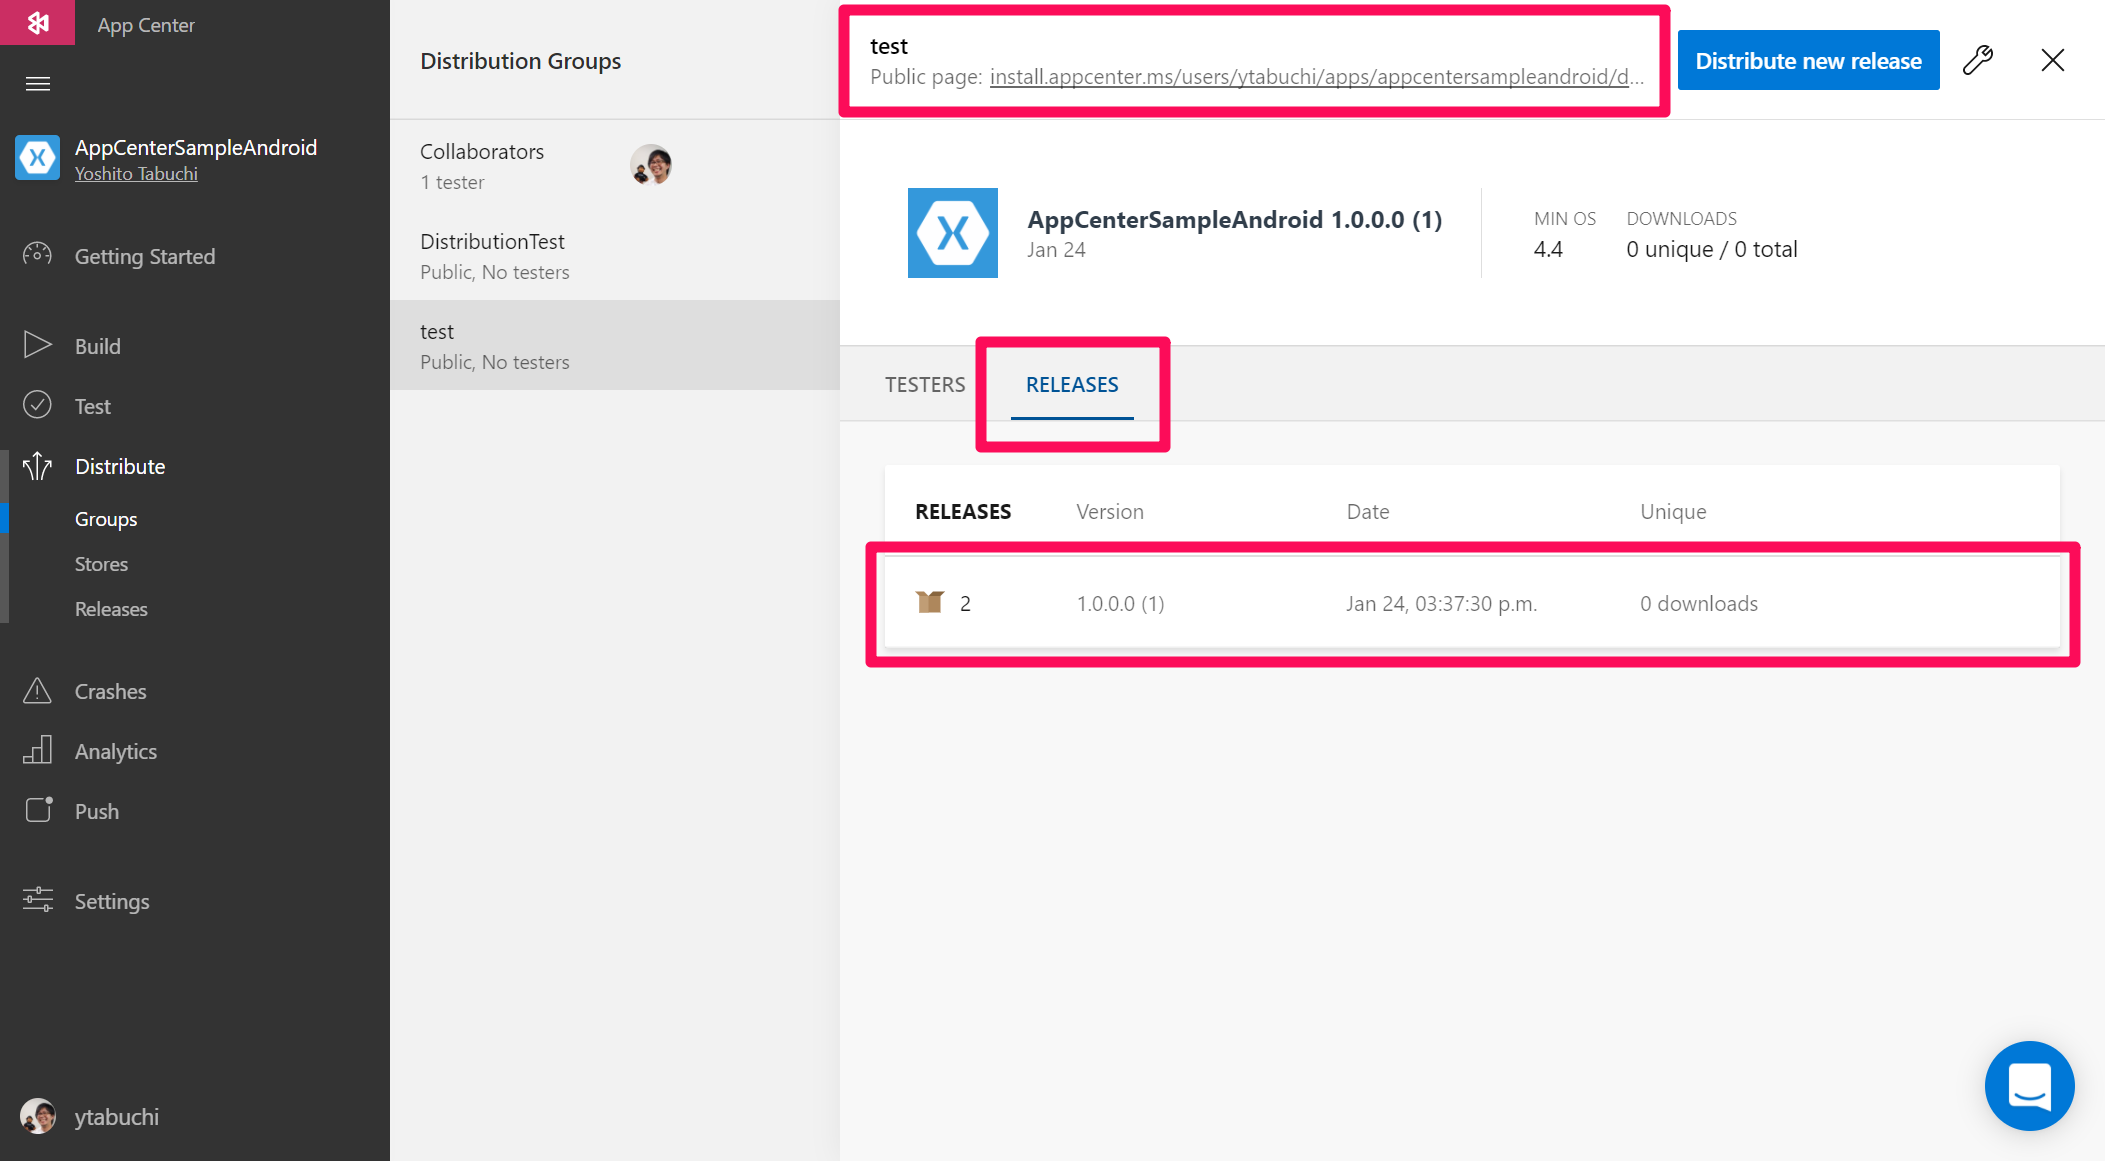 App Center
AppCenterSampleAndroid
Yoshito Tabuchi
Getting Started
Build
Test
Distribute
Groups
Stores
Releases
Crashes
Analytics
Push
Settings
ytabuchi
Distribution Groups
Collaborators
1 tester
DistributionTest
Public, No testers
test
Public, No testers
test
Public page: install.appcenter.ms/users/ytabuchi/apps/appcentersampleandroid/d...
Distribute new release
AppCenterSampleAndroid 1.0.0.0 (1)
Jan 24
MIN OS DOWNLOADS
4.4 0 unique / 0 total
TESTERS RELEASES
RELEASES Version Date Unique
2 1.0.0.0 (1) Jan 24, 03:37:30 p.m. 0 downloads